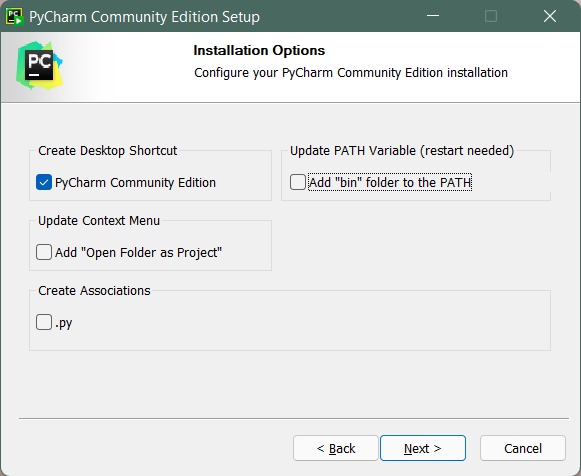 PyCharm Community Edition Setup
PC
Installation Options
Configure your PyCharm Community Edition installation
Create Desktop Shortcut
PyCharm Community Edition
Update PATH Variable (restart needed)
Add "bin" folder to the PATH
Update Context Menu
Add "Open Folder as Project"
Create Associations
.py
< Back
Next >
Cancel